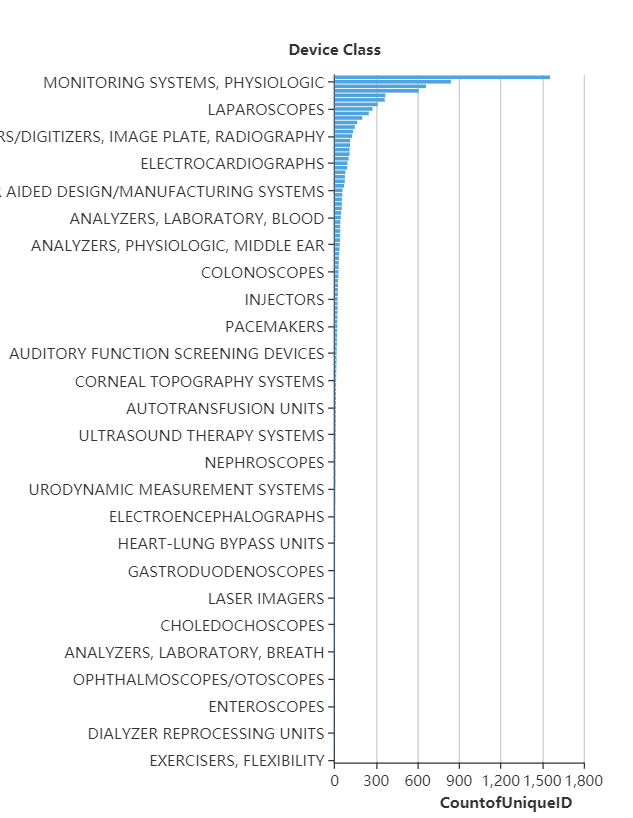 Device Class
MONITORING SYSTEMS, PHYSIOLOGIC
LAPAROSCOPES
RS/DIGITIZERS, IMAGE PLATE, RADIOGRAPHY
ELECTROCARDIOGRAPHS
AIDED DESIGN/MANUFACTURING SYSTEMS
ANALYZERS, LABORATORY, BLOOD
ANALYZERS, PHYSIOLOGIC, MIDDLE EAR
COLONOSCOPES
INJECTORS
PACEMAKERS
AUDITORY FUNCTION SCREENING DEVICES
CORNEAL TOPOGRAPHY SYSTEMS
AUTOTRANSFUSION UNITS
ULTRASOUND THERAPY SYSTEMS
NEPHROSCOPES
URODYNAMIC MEASUREMENT SYSTEMS
ELECTROENCEPHALOGRAPHS
HEART-LUNG BYPASS UNITS
GASTRODUODENOSCOPES
LASER IMAGERS
CHOLEDOCHOSCOPES
ANALYZERS, LABORATORY, BREATH
OPHTHALMOSCOPES/OTOSCOPES
ENTEROSCOPES
DIALYZER REPROCESSING UNITS
EXERCISERS, FLEXIBILITY
0 300 600 900 1,200 1,500 1,800
CountofUniqueID